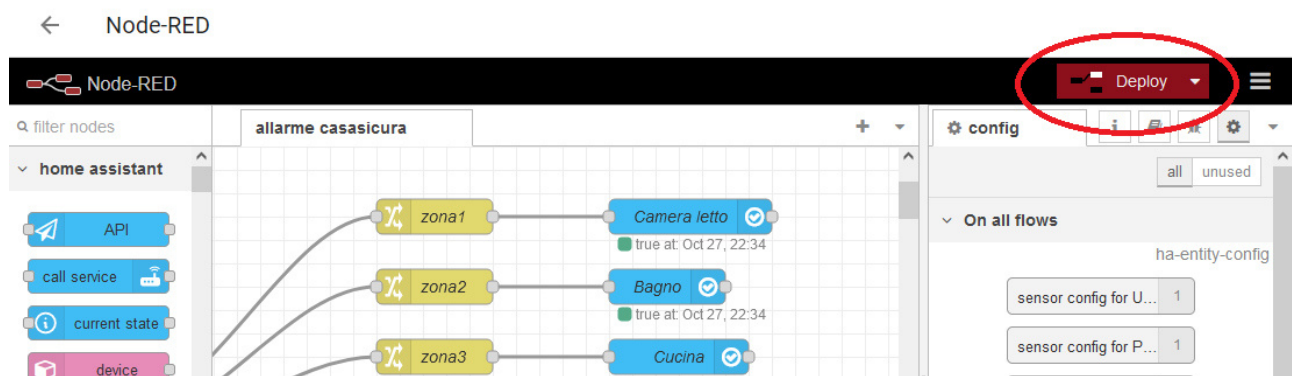 Node-RED
Node-RED
Deploy
filter nodes
allarme casasicura
config
home assistant
all
unused
zona1
Camera letto
On all flows
API
true at: Oct 27, 22:34
ha-entity-config
call service
zona2
Bagno
sensor config for U...
1
current state
true at: Oct 27, 22:34
zona3
Cucina
sensor config for P...
1
device